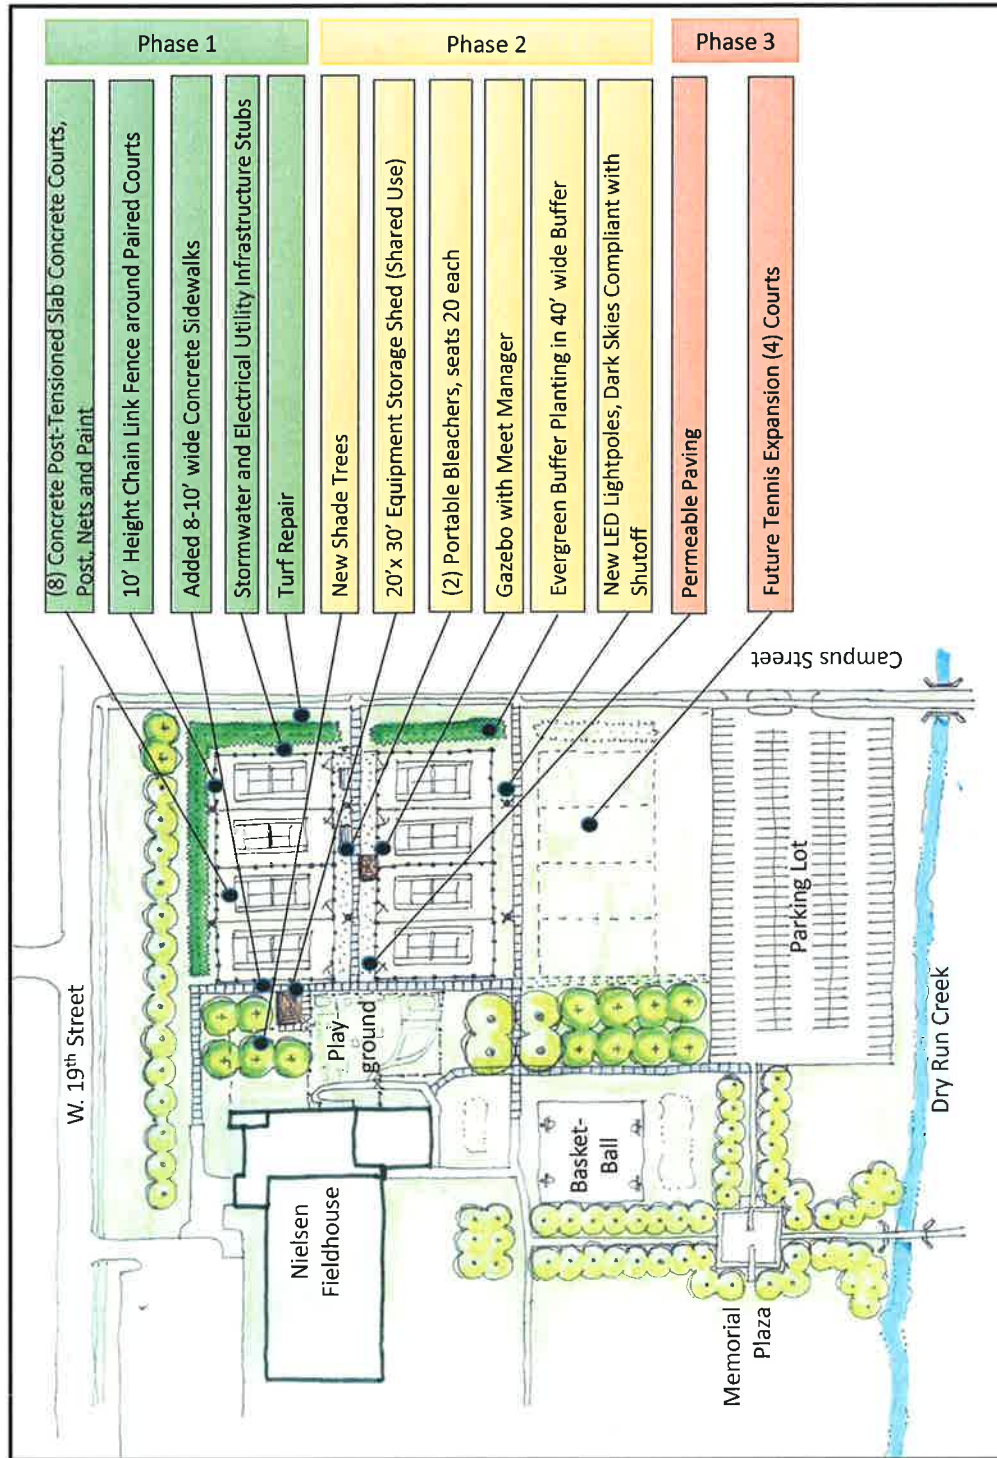 Phase 1
(8) Concrete Post-Tensioned Slab Concrete Courts,
Post, Nets and Paint
10' Height Chain Link Fence around Paired Courts
Added 8-10' wide Concrete Sidewalks
Stormwater and Electrical Utility Infrastructure Stubs
Turf Repair
Phase 2
New Shade Trees
20'x 30' Equipment Storage Shed (Shared Use)
(2) Portable Bleachers, seats 20 each
Gazebo with Meet Manager
Evergreen Buffer Planting in 40' wide Buffer
New LED Lightpoles, Dark Skies Compliant with
Shutoff
Phase 3
Permeable Paving
Future Tennis Expansion (4) Courts
W. 19th Street
Campus Street
Play
ground
Nielsen
Fieldhouse
Basket-
Ball
Parking Lot
Memorial
Plaza
Dry Run Creek